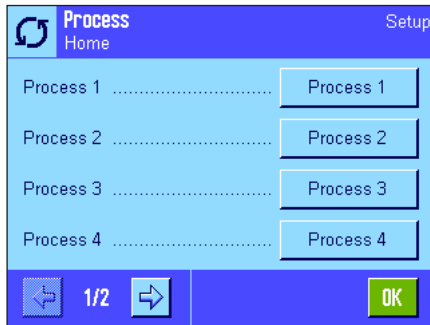 Process Setup
Home
Process 1 ............................. Process 1
Process 2 ............................. Process 2
Process 3 ............................. Process 3
Process 4 ............................. Process 4
1/2 OK